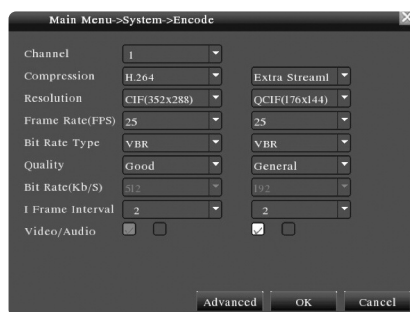 Main Menu->System->Encode
Channel 1
Compression H.264 Extra Stream1
Resolution CIF(352x288) QCIF(176x144)
Frame Rate(FPS) 25 25
Bit Rate Type VBR VBR
Quality Good General
Bit Rate(Kb/S) 512 192
I Frame Interval 2 2
Video/Audio
Advanced OK Cancel